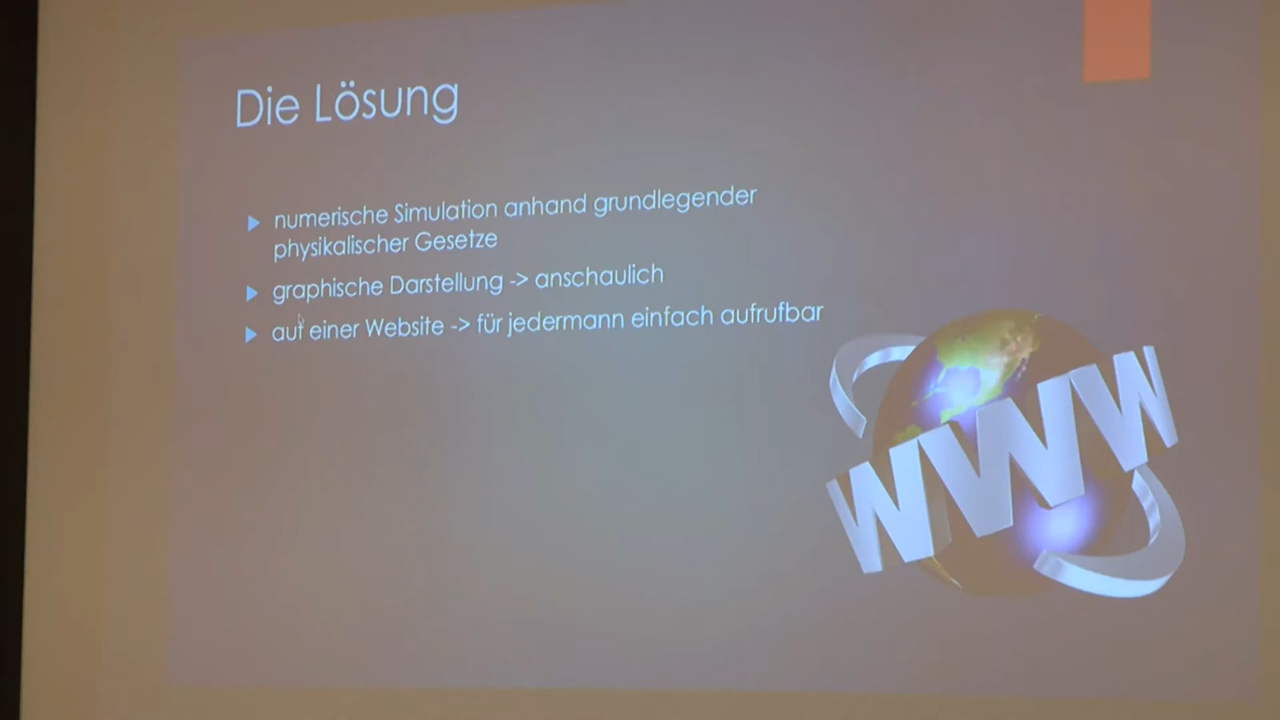 Die Lösung
numerische Simulation anhand grundlegender
physikalischer Gesetze
graphische Darstellung -> anschaulich
auf einer Website -> für jedermann einfach aufrufbar
WWW